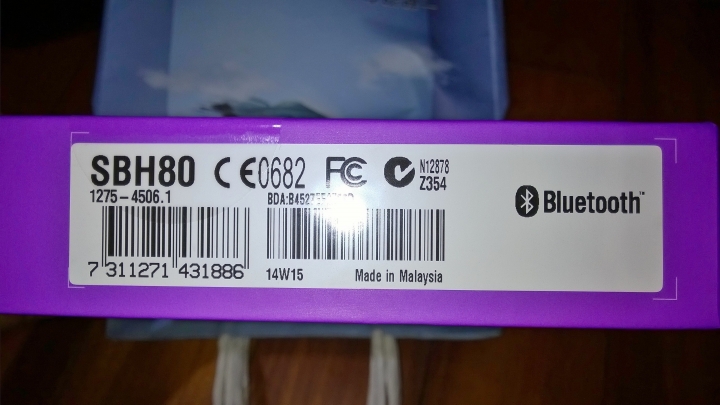 SBH80 CE0682 FC N12878
Z354
1275-4506.1
7 311271 431886
14W15 Made in Malaysia
Bluetooth™